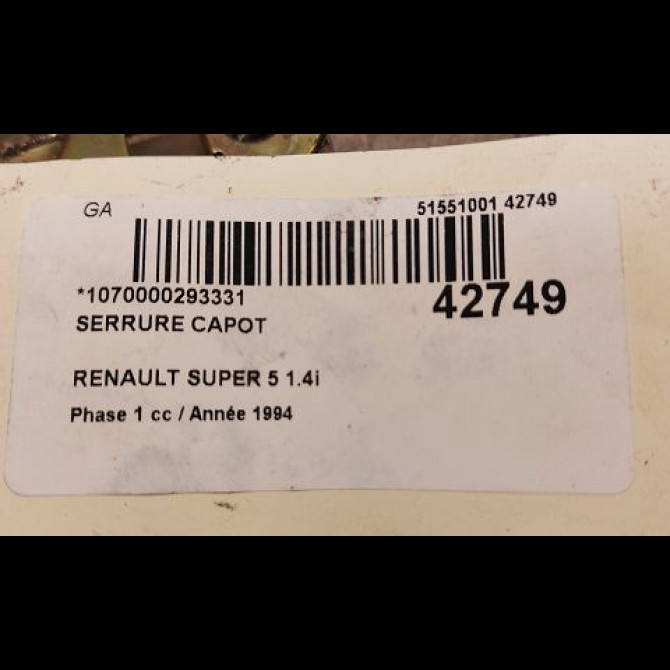 GA 51551001 42749
*1070000293331 42749
SERRURE CAPOT
RENAULT SUPER 5 1.4i
Phase 1 cc / Année 1994